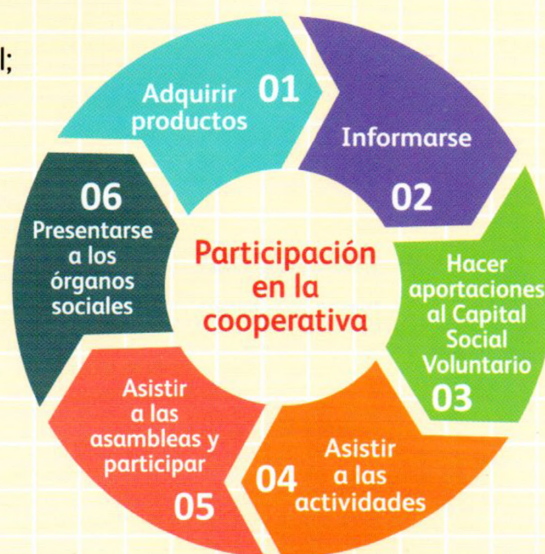 l;
Adquirir
productos
01
Informarse
02
Hacer
aportaciones
al Capital
Social
Voluntario
03
Asistir
a las
actividades
04
Asistir
a las
asambleas y
participar
05
06
Presentarse
a los
órganos
sociales
Participación
en la
cooperativa